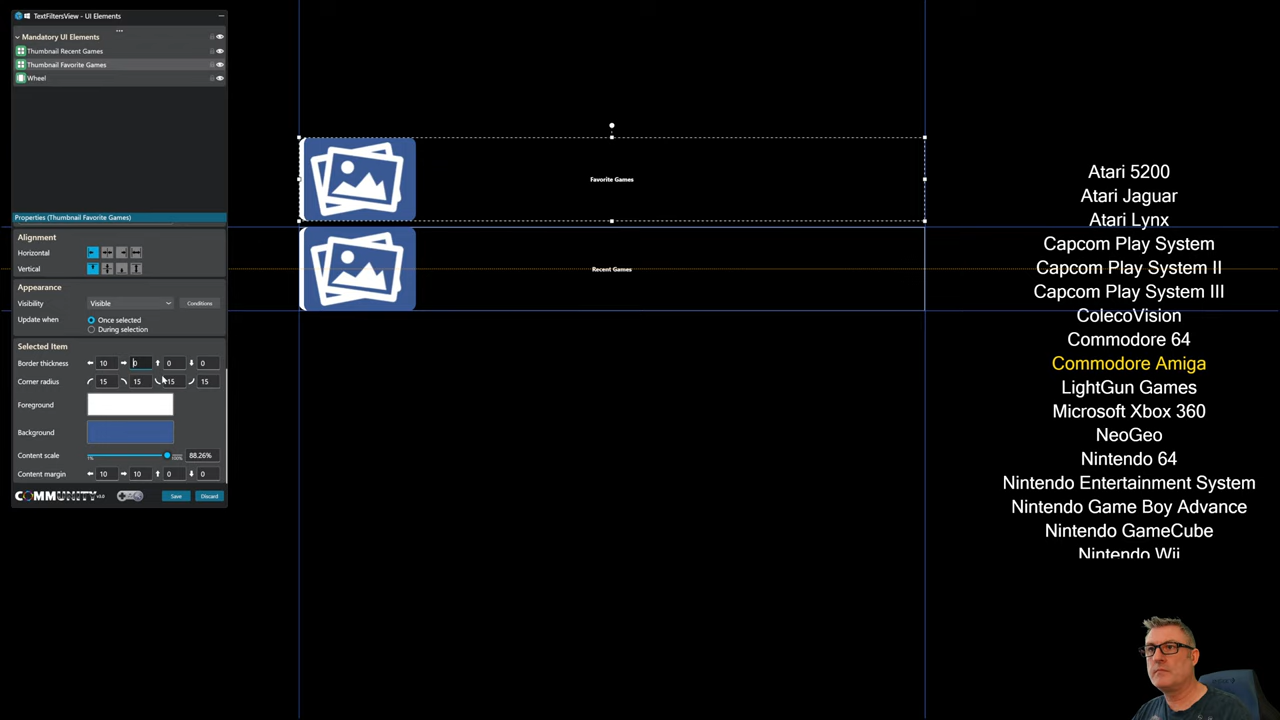 TextFiltersView - UI Elements
Mandatory UI Elements
Thumbnail Recent Games
Thumbnail Favorite Games
Wheel
Properties (Thumbnail Favorite Games)
Alignment
Horizontal
Vertical
Appearance
Visibility Visible Conditions
Update when Once selected
During selection
Selected Item
Border thickness 10 0 0 0
Corner radius 15 15 15 15
Foreground
Background
Content scale 1% 100% 88.26%
Content margin 10 10 0 0
COMMUNITY v3.0 Save Discard
Favorite Games
Recent Games
Atari 5200
Atari Jaguar
Atari Lynx
Capcom Play System
Capcom Play System II
Capcom Play System III
ColecoVision
Commodore 64
Commodore Amiga
LightGun Games
Microsoft Xbox 360
NeoGeo
Nintendo 64
Nintendo Entertainment System
Nintendo Game Boy Advance
Nintendo GameCube
Nintendo Wii